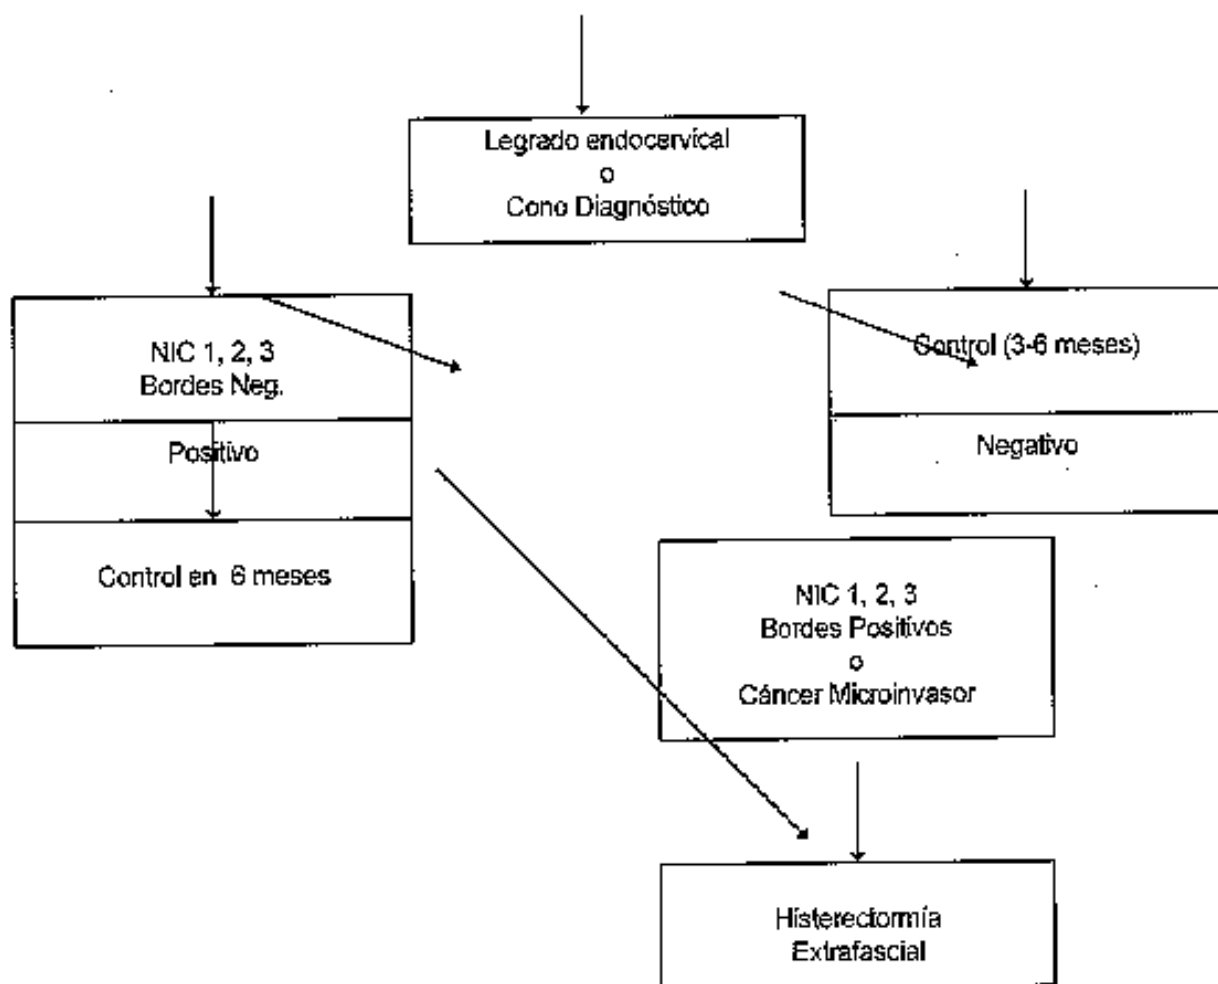 Legrado endocervical
o
Cono Diagnóstico
NIC 1, 2, 3
Bordes Neg.
Positivo
Control en 6 meses
Control (3-6 meses)
Negativo
NIC 1, 2, 3
Bordes Positivos
o
Cáncer Microinvasor
Histerectormía
Extrafascial